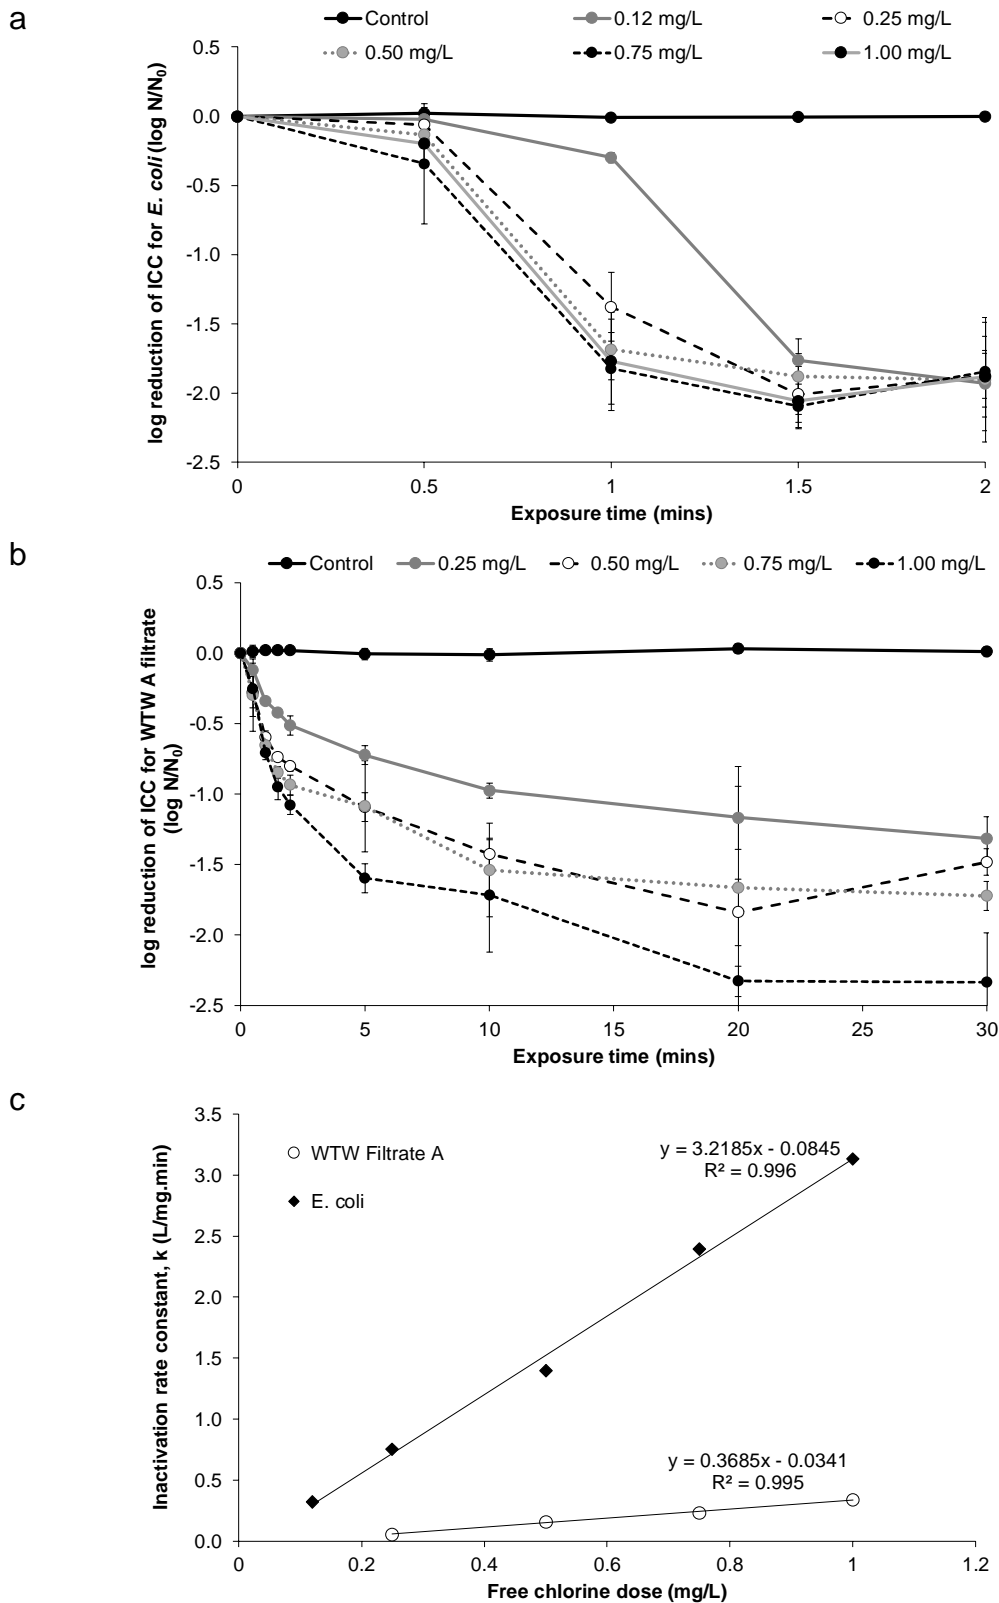 a
Control
0.12 mg/L
0.25 mg/L
0.50 mg/L
0.75 mg/L
1.00 mg/L
log reduction of ICC for E. coli (log N/N0)
0.5
0.0
-0.5
-1.0
-1.5
-2.0
-2.5
0 0.5 1 1.5 2
Exposure time (mins)
b
Control 0.25 mg/L 0.50 mg/L 0.75 mg/L 1.00 mg/L
log reduction of ICC for WTW A filtrate
(log N/N0)
0.5
0.0
-0.5
-1.0
-1.5
-2.0
-2.5
0 5 10 15 20 25 30
Exposure time (mins)
c
Inactivation rate constant, k (L/mg.min)
3.5
3.0
2.5
2.0
1.5
1.0
0.5
0.0
WTW Filtrate A
E. coli
y = 3.2185x - 0.0845
R² = 0.996
y = 0.3685x - 0.0341
R² = 0.995
0 0.2 0.4 0.6 0.8 1 1.2
Free chlorine dose (mg/L)